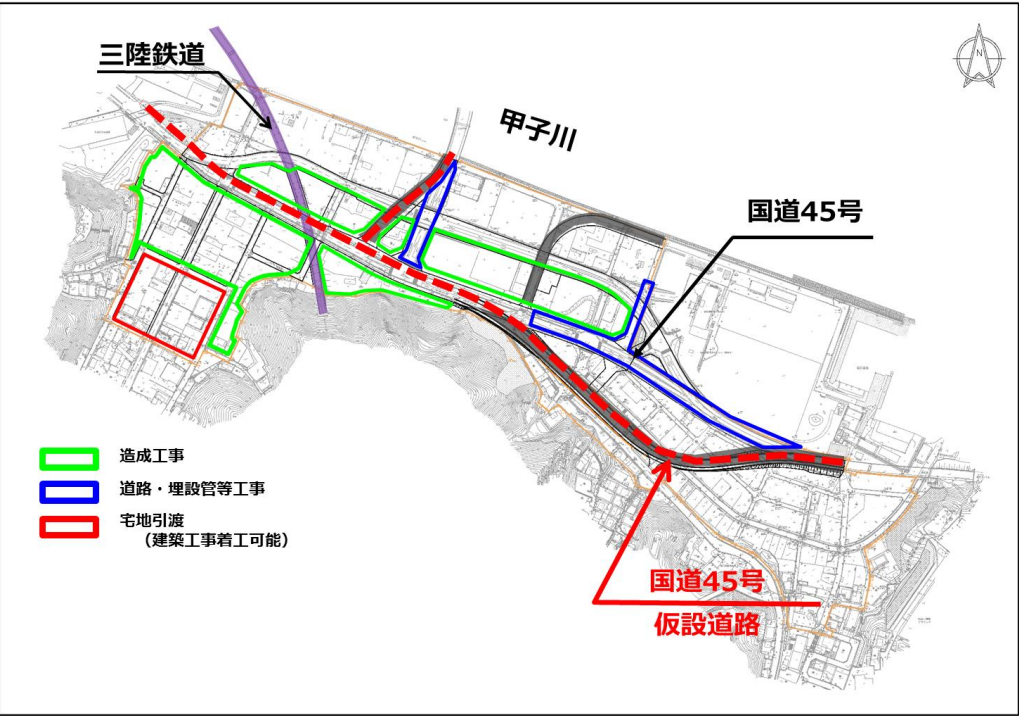 三陸鉄道
N
甲子川
国道45号
造成工事
道路・埋設管等工事
宅地引渡
（建築工事着工可能）
国道45号
仮設道路